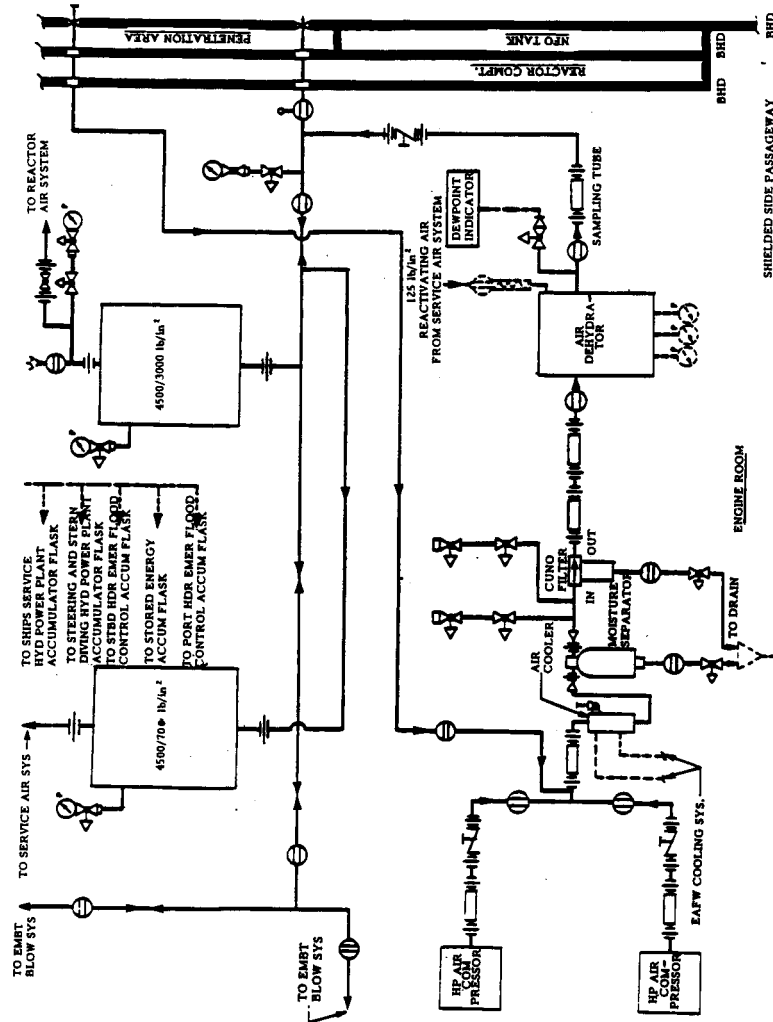 PENETRATION AREA
NFO TANK
REACTOR COMPT.
BHD
BHD
BHD
SHIELDED SIDE PASSAGEWAY
TO REACTOR
AIR SYSTEM
P
P
4500/3000 lb/in²
125 lb/in²
REACTIVATING AIR
FROM SERVICE AIR SYSTEM
DEWPOINT
INDICATOR
SAMPLING TUBE
AIR
DEHYDRA-
TOR
P
P
P
TO SHIPS SERVICE
HYD POWER PLANT
ACCUMULATOR FLASK
TO STEERING AND STERN
DIVING HYD POWER PLANT
ACCUMULATOR FLASK
TO STBD HDR EMER FLOOD
CONTROL ACCUM FLASK
TO STORED ENERGY
ACCUM FLASK
TO PORT HDR EMER FLOOD
CONTROL ACCUM FLASK
TO SERVICE AIR SYS
P
lb/in²
ENGINE ROOM
CUNO
FILTER
IN
OUT
MOISTURE
SEPARATOR
AIR
COOLER
TO DRAIN
EAFW COOLING SYS.
TO EMBT
BLOW SYS
TO EMBT
BLOW SYS
HP AIR
COM-
PRESSOR
HP AIR
COM-
PRESSOR